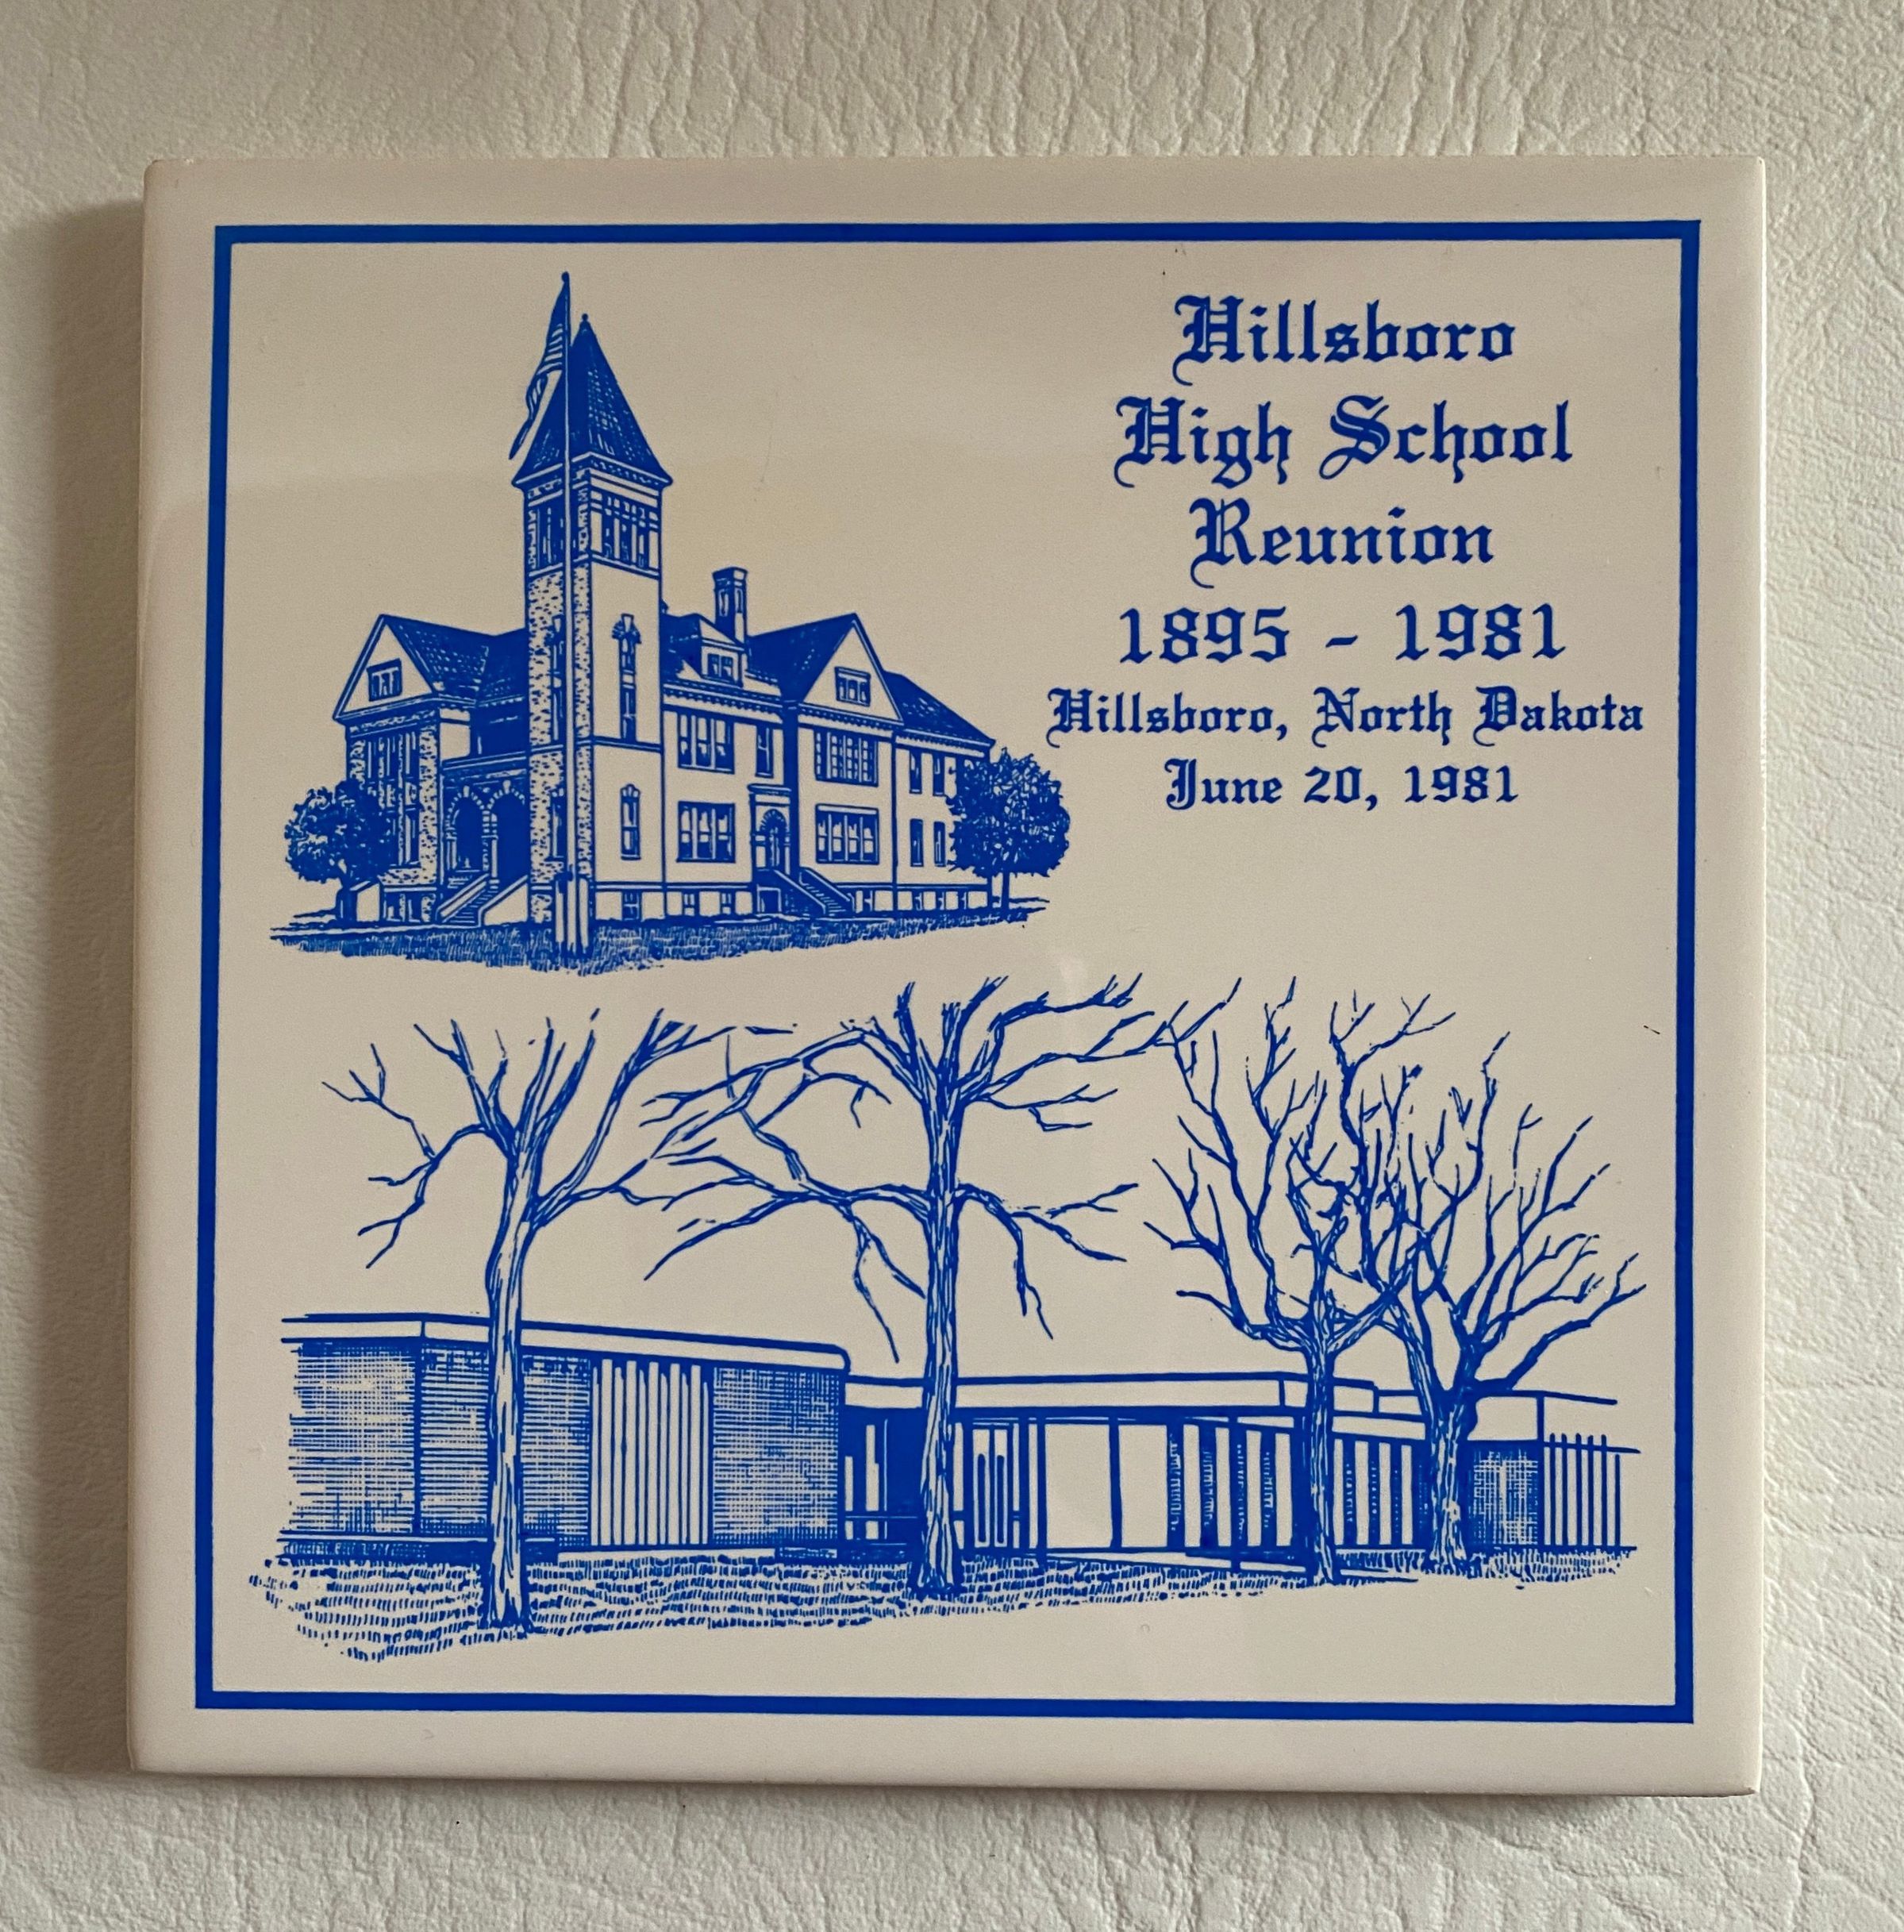 Hillsboro
High School
Reunion
1895 - 1981
Hillsboro, North Dakota
June 20, 1981